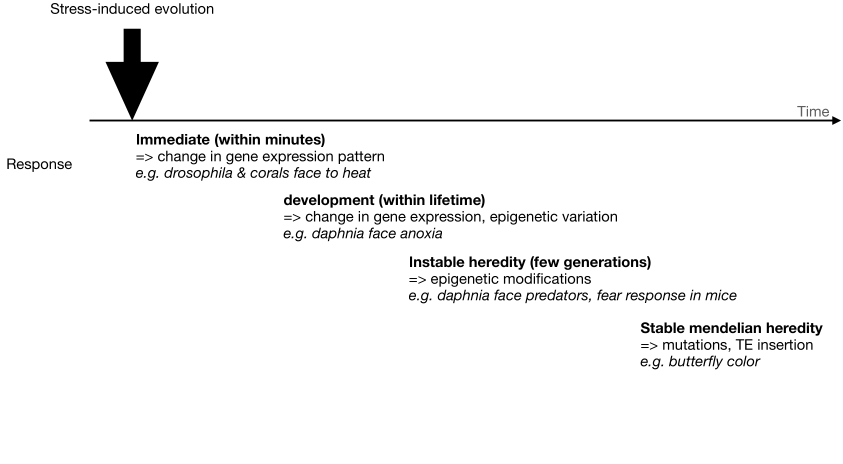 Stress-induced evolution
Time
Immediate (within minutes)
=> change in gene expression pattern
Response
e.g. drosophila & corals face to heat
development (within lifetime)
=> change in gene expression, epigenetic variation
e.g. daphnia face anoxia
Instable heredity (few generations)
=> epigenetic modifications
e.g. daphnia face predators, fear response in mice
Stable mendelian heredity
=> mutations, TE insertion
e.g. butterfly color